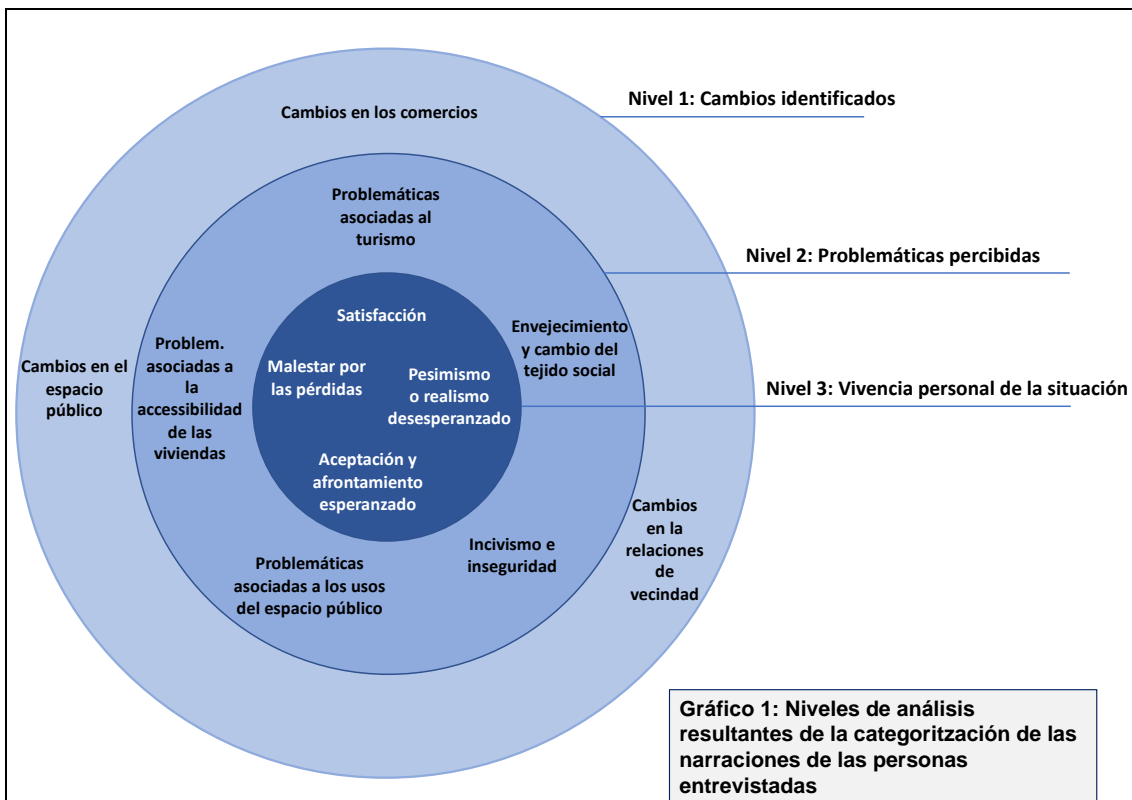 Cambios en los comercios
Nivel 1: Cambios identificados
Problemáticas
asociadas al
turismo
Nivel 2: Problemáticas percibidas
Satisfacción
Malestar por
las pérdidas
Pesimismo
o realismo
desesperanzado
Aceptación y
afrontamiento
esperanzado
Envejecimiento
y cambio del
tejido social
Nivel 3: Vivencia personal de la situación
Problem.
asociadas a
la
accessibilidad
de las
viviendas
Cambios en el
espacio
público
Cambios
en la
relaciones
de
vecindad
Incivismo e
inseguridad
Problemáticas
asociadas a los usos
del espacio público
Gráfico 1: Niveles de análisis
resultantes de la categoritzación de las
narraciones de las personas
entrevistadas